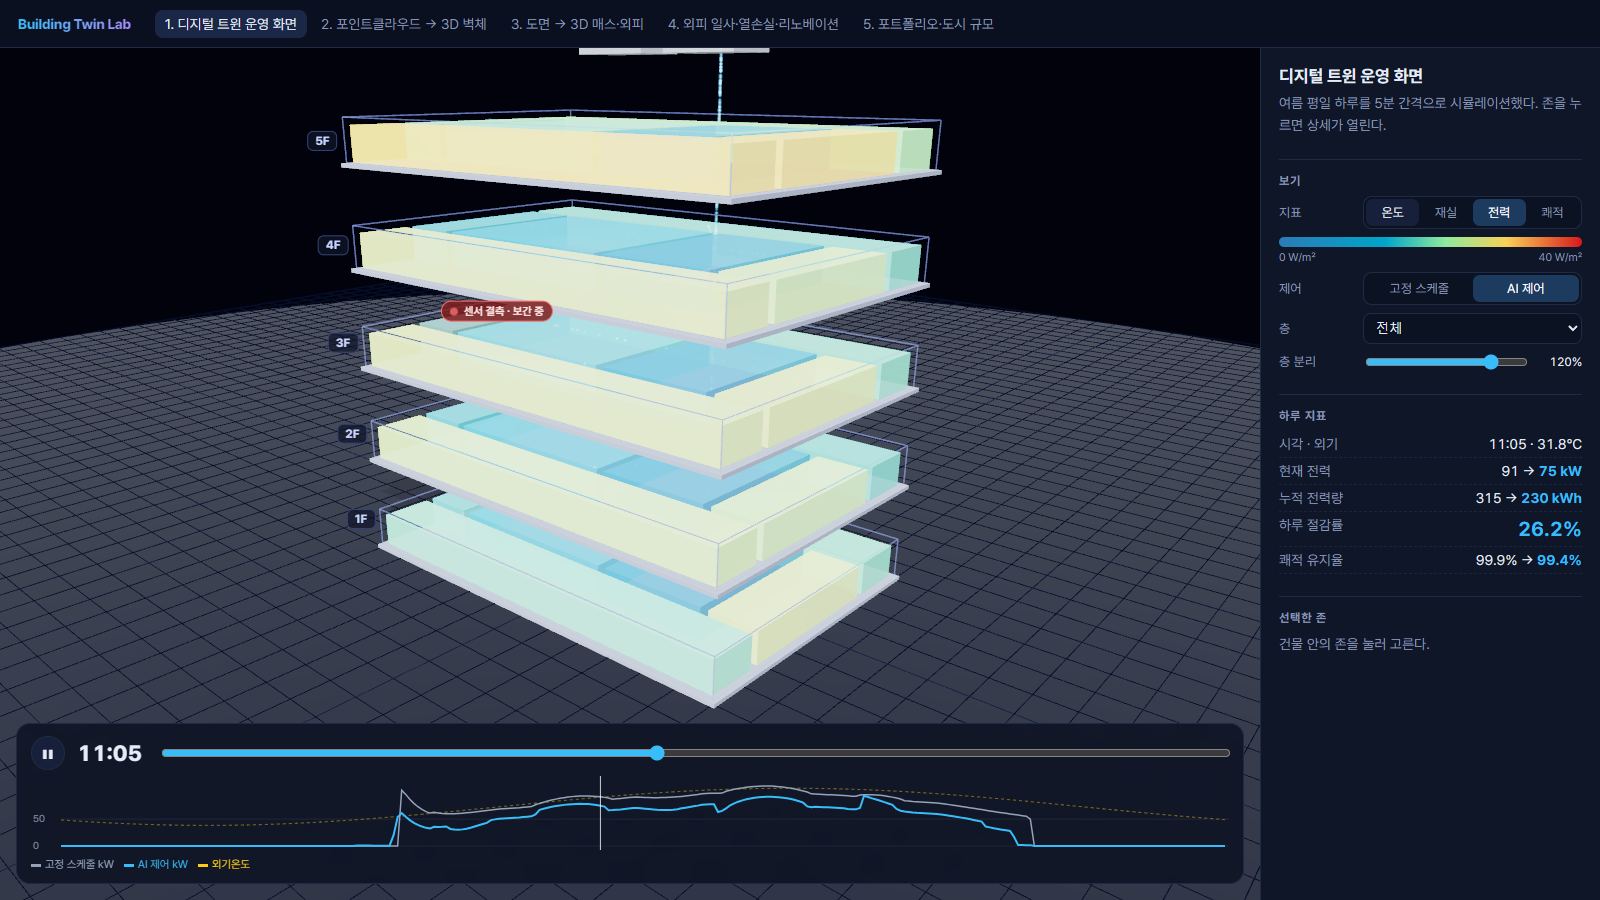 Building Twin Lab
1. 디지털 트윈 운영 화면
2. 포인트클라우드 → 3D 벽체
3. 도면 → 3D 매스·외피
4. 외피 일사·열손실·리노베이션
5. 포트폴리오·도시 규모
5F
4F
센서 결측 · 보간 중
3F
2F
1F
11:05
50
0
고정 스케줄 kW
AI 제어 kW
외기온도
디지털 트윈 운영 화면
여름 평일 하루를 5분 간격으로 시뮬레이션했다. 존을 누
르면 상세가 열린다.
보기
지표 온도 재실 전력 쾌적
0 W/m² 40 W/m²
제어 고정 스케줄 AI 제어
층 전체
층 분리 120%
하루 지표
시각 · 외기 11:05 · 31.8°C
현재 전력 91 → 75 kW
누적 전력량 315 → 230 kWh
하루 절감률 26.2%
쾌적 유지율 99.9% → 99.4%
선택한 존
건물 안의 존을 눌러 고른다.